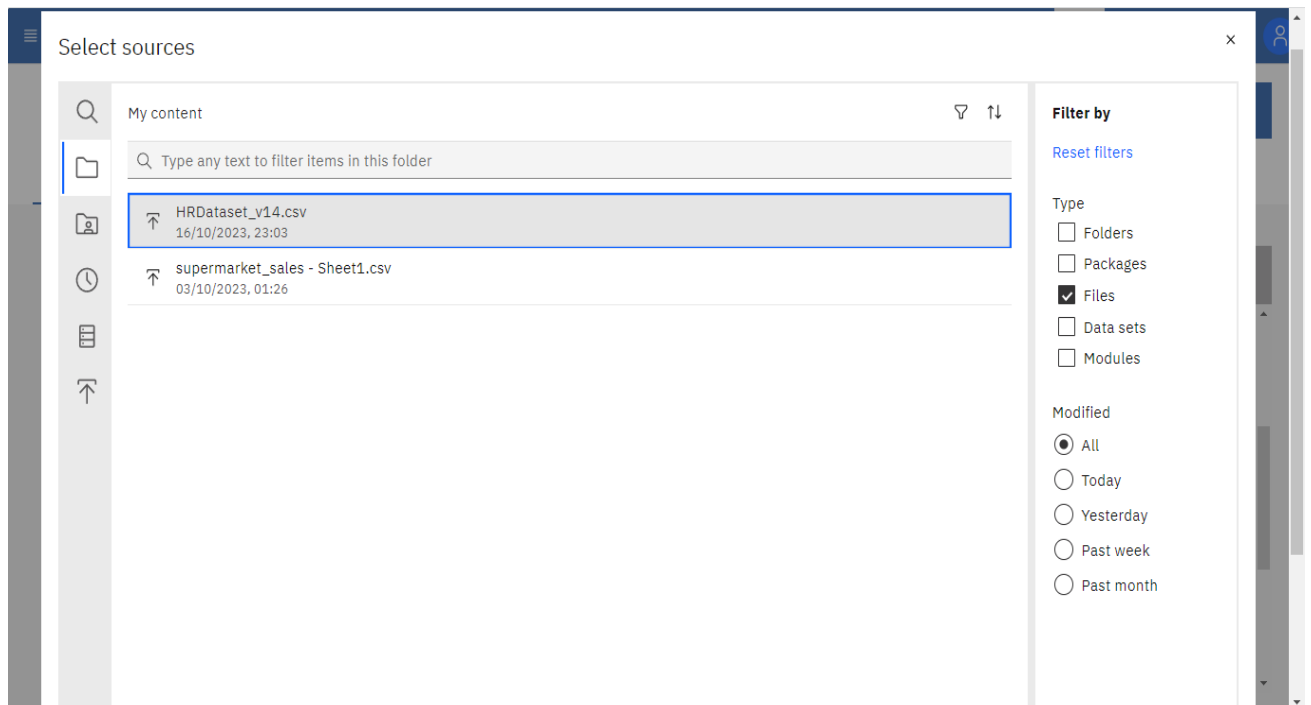 Select sources
My content
Type any text to filter items in this folder
HRDataset_v14.csv
16/10/2023, 23:03
supermarket_sales - Sheet1.csv
03/10/2023, 01:26
Filter by
Reset filters
Type
Folders
Packages
Files
Data sets
Modules
Modified
All
Today
Yesterday
Past week
Past month